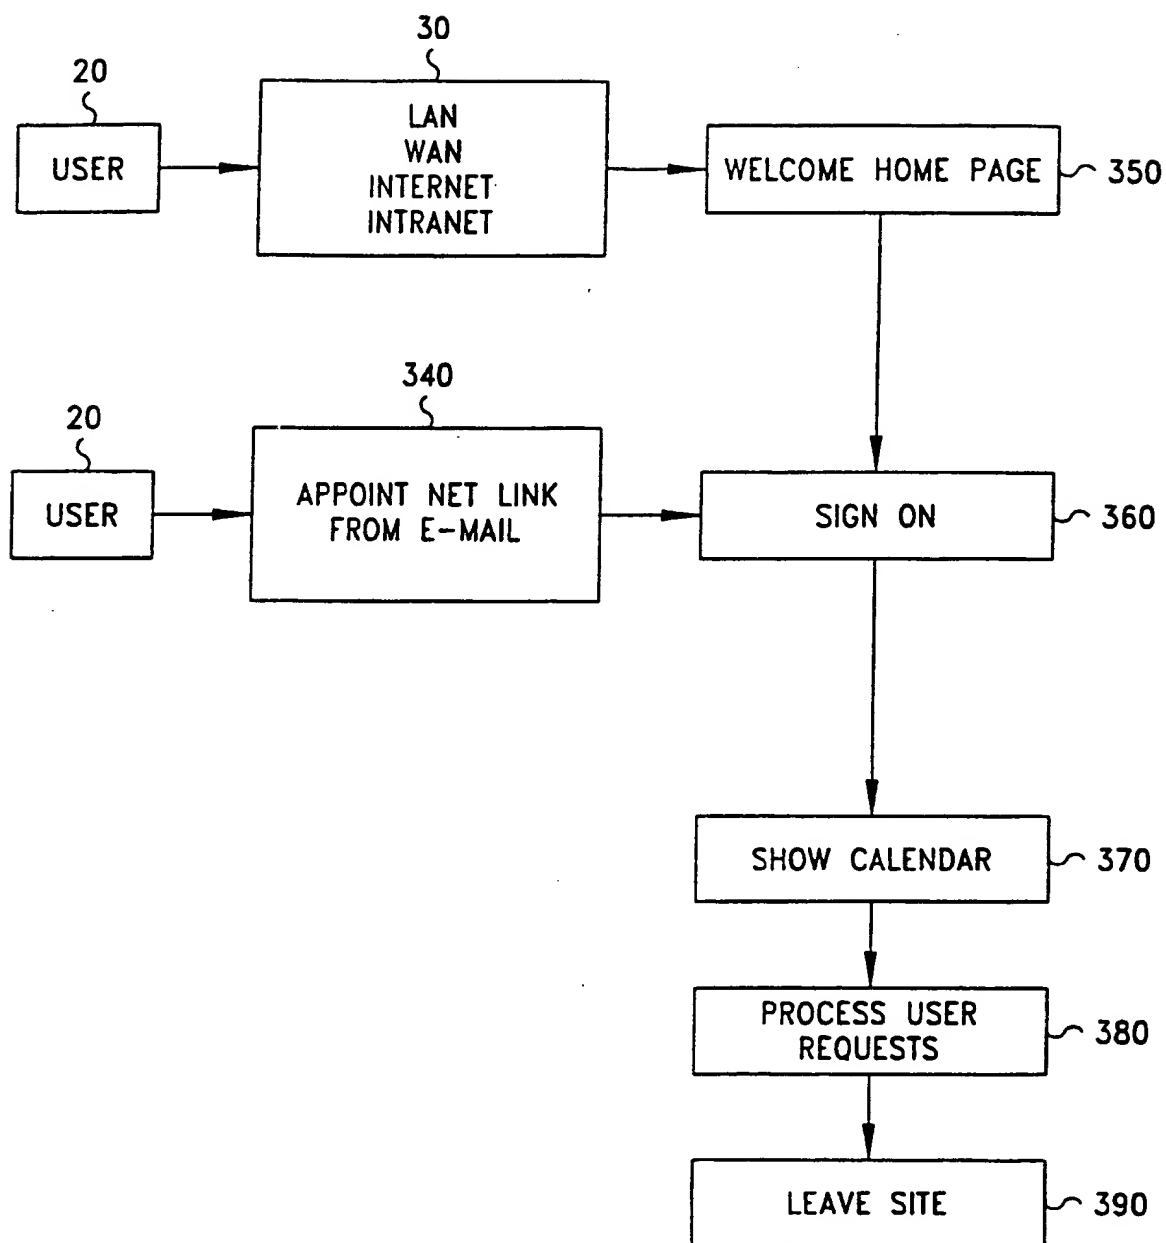 30
20
LAN
WAN
INTERNET
INTRANET
USER
WELCOME HOME PAGE
350
340
20
APPOINT NET LINK
FROM E-MAIL
USER
SIGN ON
360
SHOW CALENDAR
370
PROCESS USER
REQUESTS
380
LEAVE SITE
390